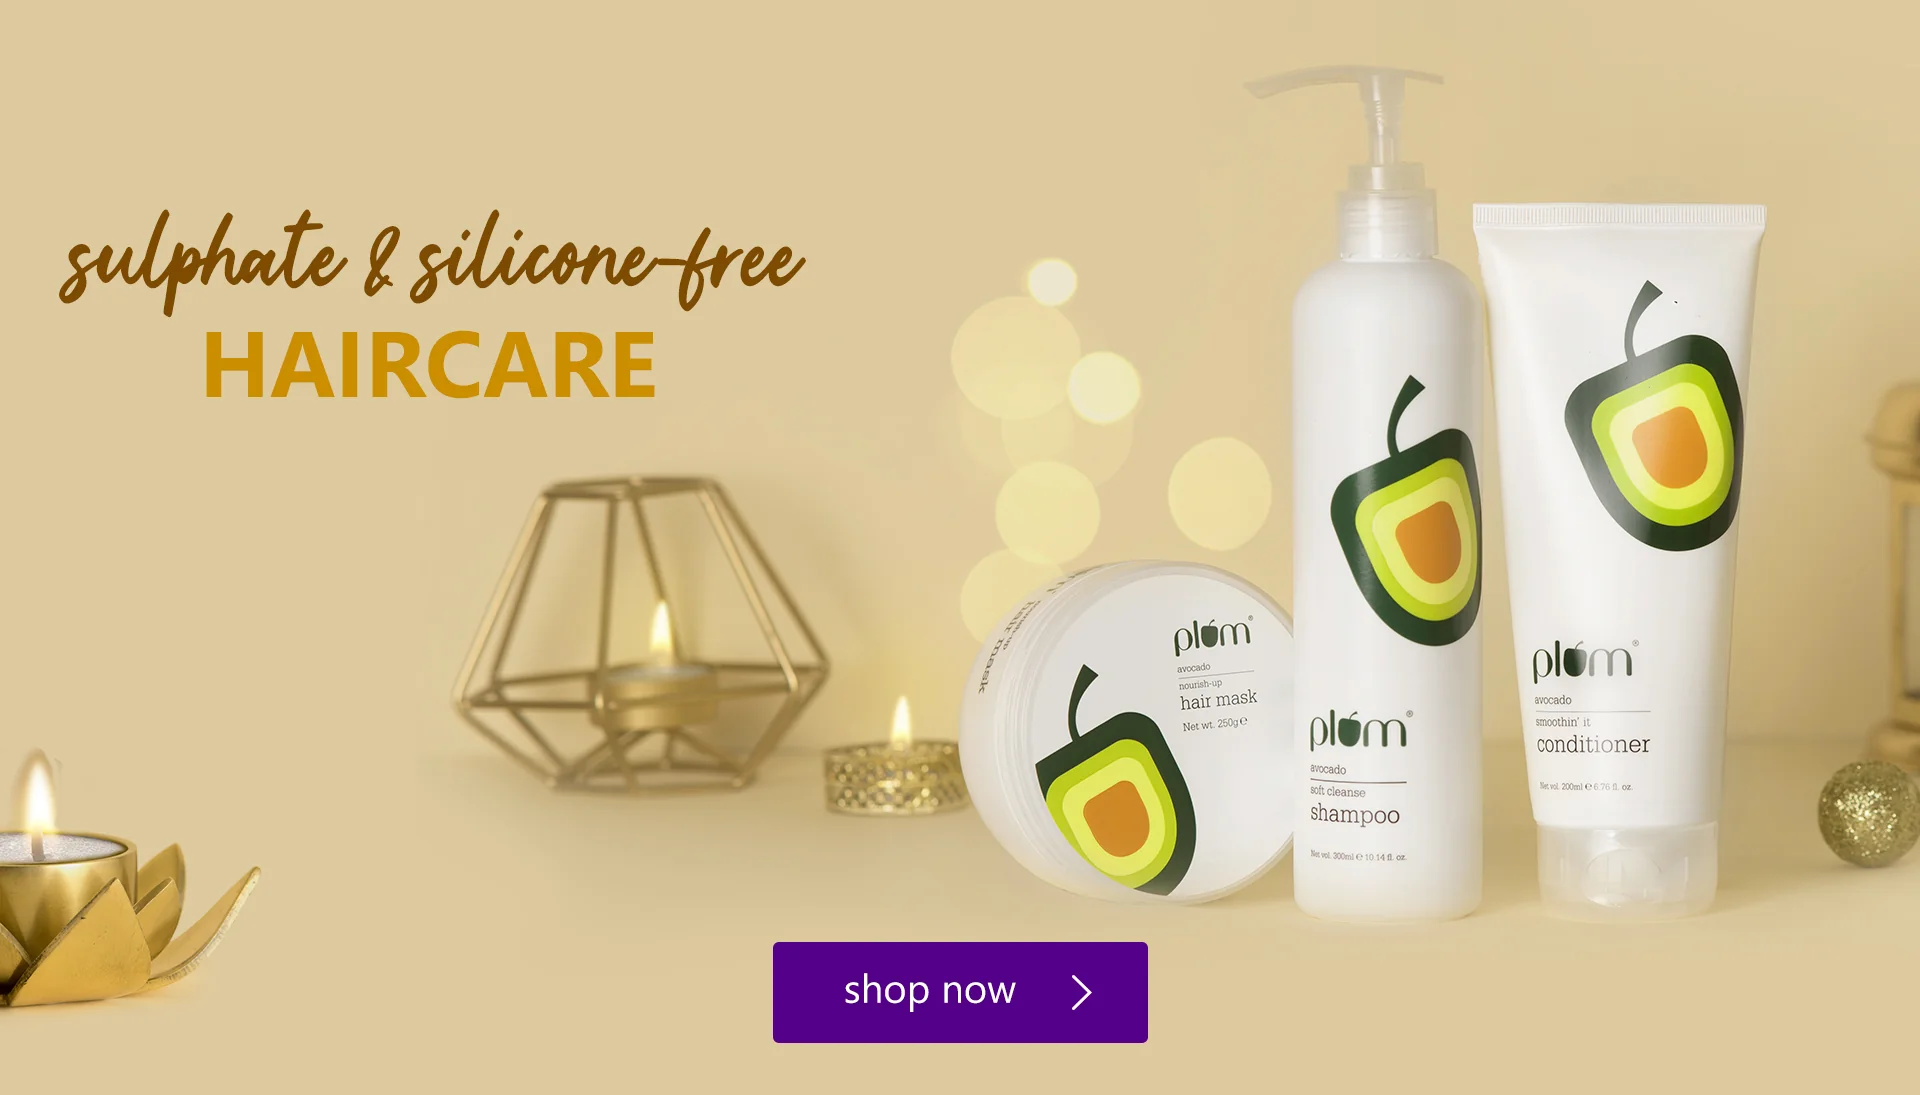 sulphate & silicone-free
HAIRCARE
nourish-up
hair mask
plum®
avocado
nourish-up
hair mask
Net wt. 250g ℮
plum®
avocado
soft cleanse
shampoo
Net vol. 300ml ℮ 10.14 fl. oz.
plum®
avocado
smoothin' it
conditioner
Net vol. 200ml ℮ 6.76 fl. oz.
shop now